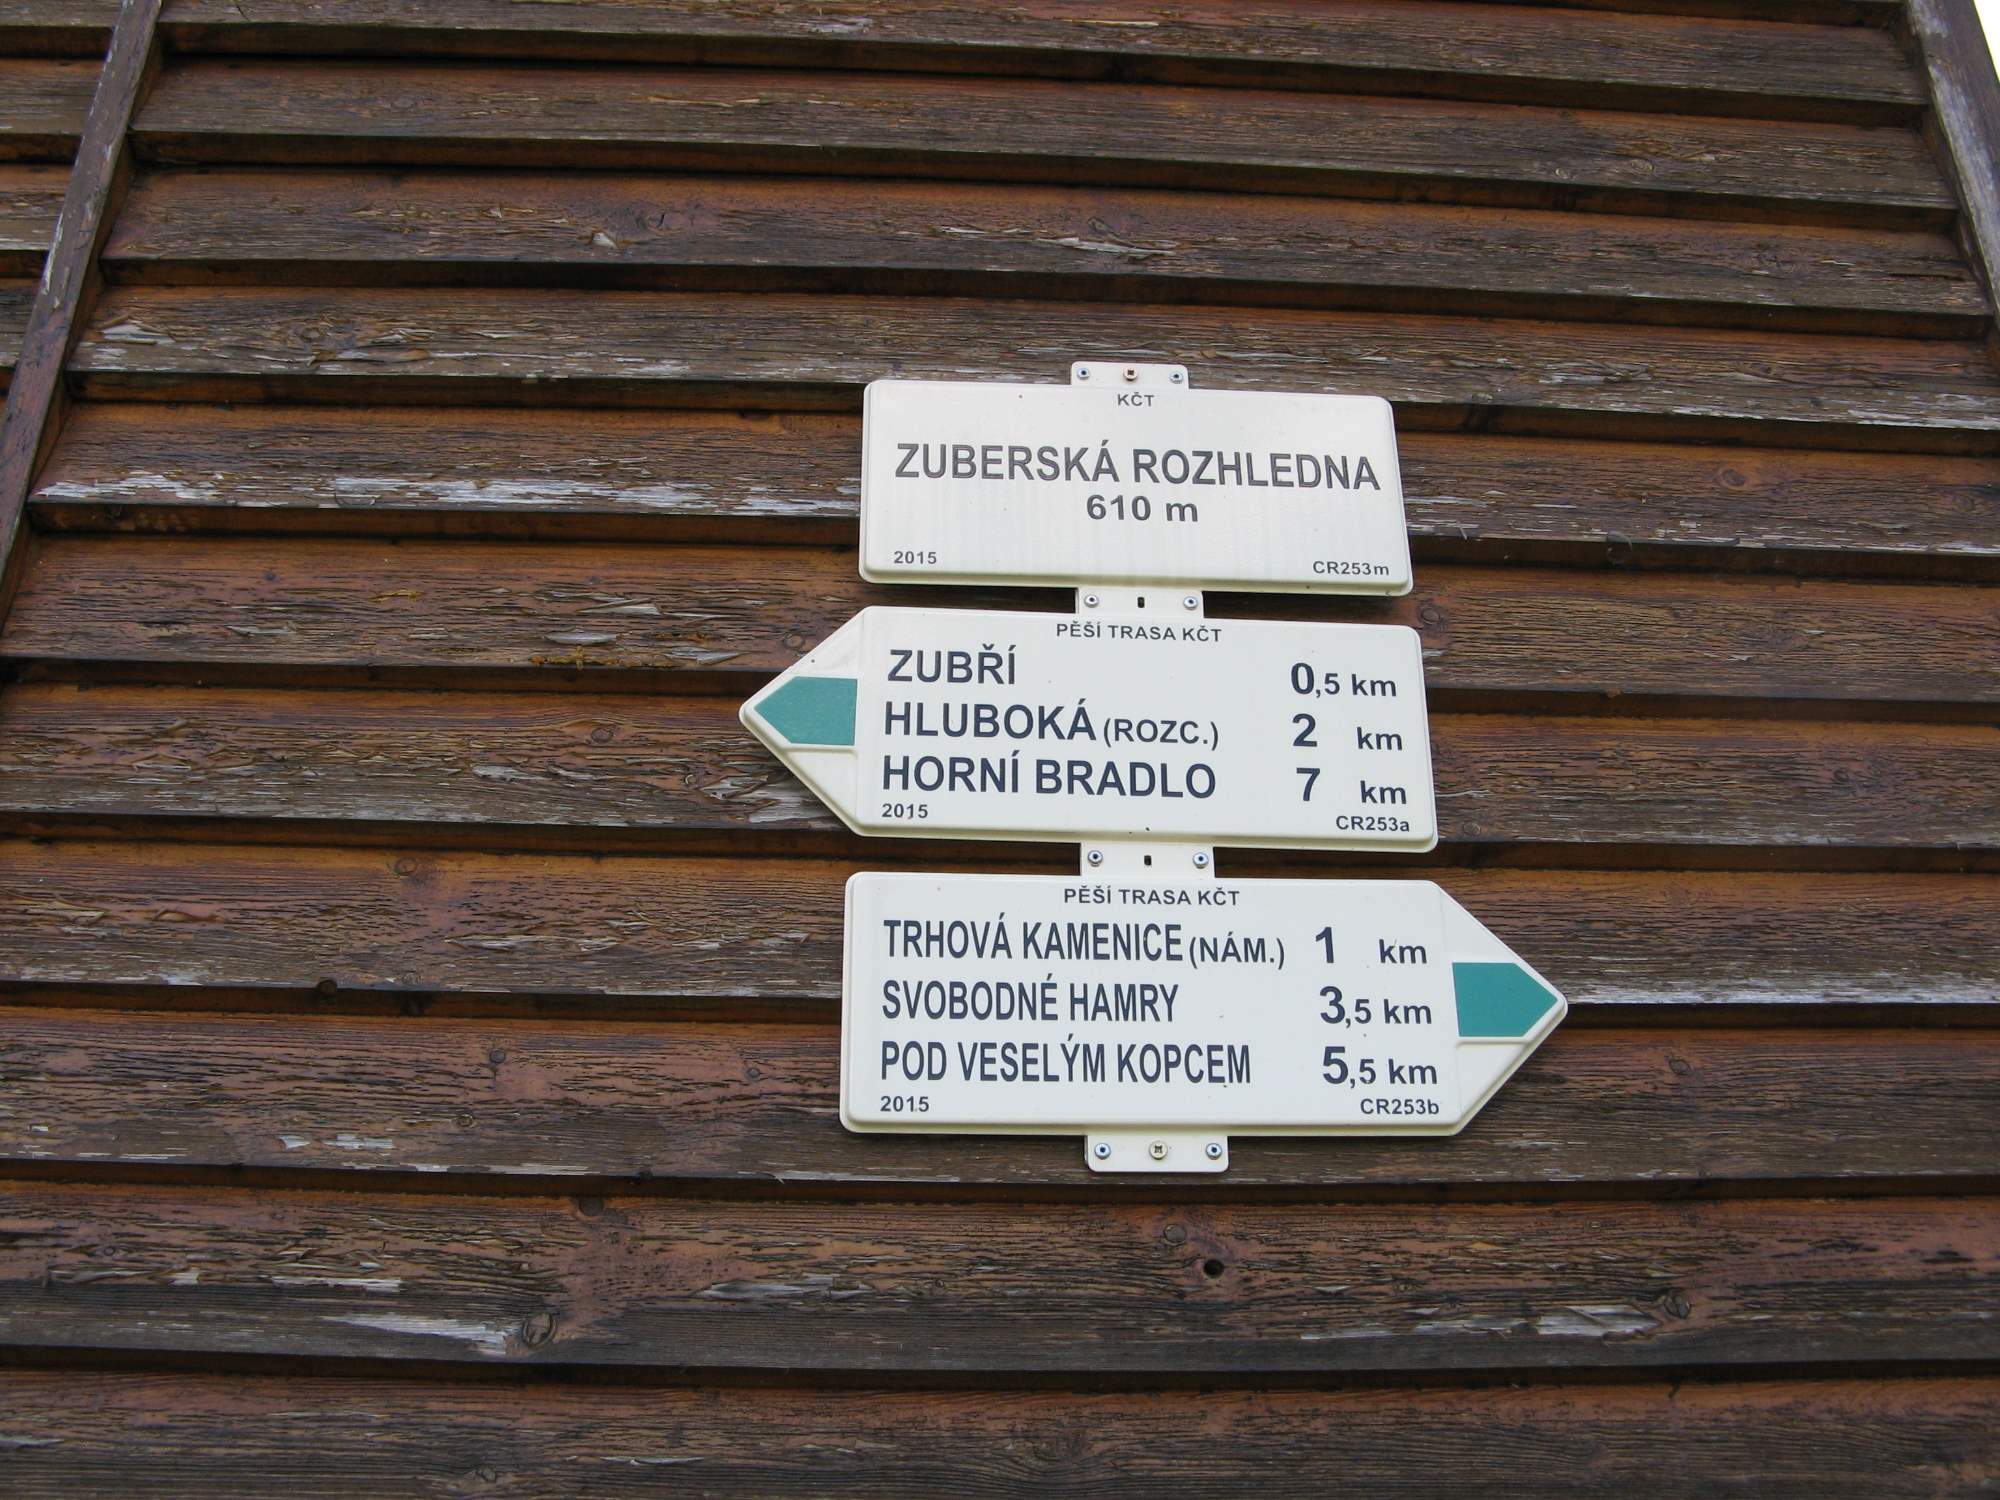 KČT
ZUBERSKÁ ROZHLEDNA
610 m
2015 CR253m
PĚŠÍ TRASA KČT
ZUBŘÍ 0,5 km
HLUBOKÁ (ROZC.) 2 km
HORNÍ BRADLO 7 km
2015 CR253a
PĚŠÍ TRASA KČT
TRHOVÁ KAMENICE (NÁM.) 1 km
SVOBODNÉ HAMRY 3,5 km
POD VESELÝM KOPCEM 5,5 km
2015 CR253b